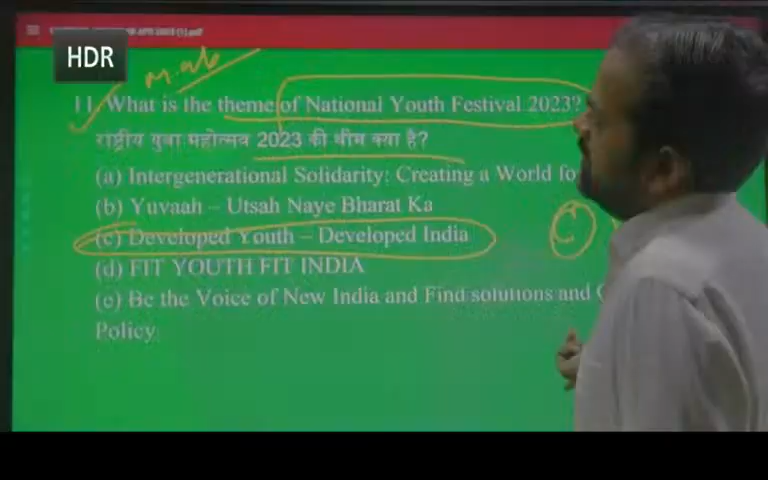 HDR
11. What is the theme of National Youth Festival 2023?
राष्ट्रीय युवा महोत्सव 2023 की थीम क्या है?
(a) Intergenerational Solidarity: Creating a World fo
(b) Yuvaah – Utsah Naye Bharat Ka
(c) Developed Youth – Developed India
C
(d) FIT YOUTH FIT INDIA
(e) Be the Voice of New India and Find solutions and
Policy